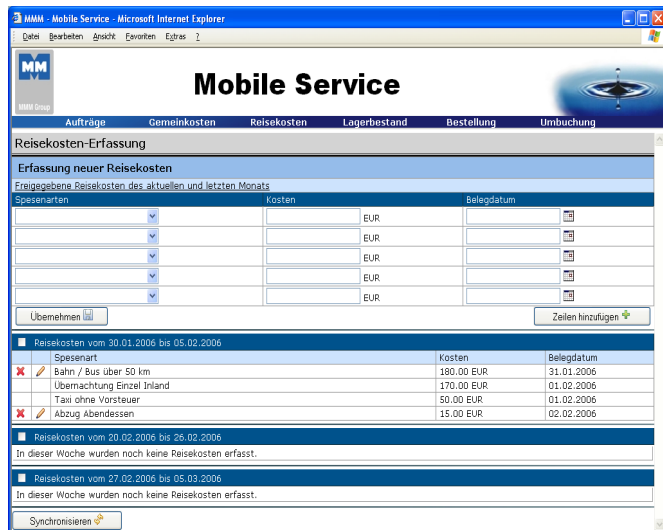 MMM - Mobile Service - Microsoft Internet Explorer
Datei Bearbeiten Ansicht Favoriten Extras ?
MM
MMM Group
Mobile Service
Aufträge Gemeinkosten Reisekosten Lagerbestand Bestellung Umbuchung
Reisekosten-Erfassung
Erfassung neuer Reisekosten
Freigegebene Reisekosten des aktuellen und letzten Monats
Spesenarten Kosten Belegdatum
EUR
EUR
EUR
EUR
EUR
Übernehmen Zeilen hinzufügen
Reisekosten vom 30.01.2006 bis 05.02.2006
Spesenart Kosten Belegdatum
Bahn / Bus über 50 km 180.00 EUR 31.01.2006
Übernachtung Einzel Inland 170.00 EUR 01.02.2006
Taxi ohne Vorsteuer 50.00 EUR 01.02.2006
Abzug Abendessen 15.00 EUR 02.02.2006
Reisekosten vom 20.02.2006 bis 26.02.2006
In dieser Woche wurden noch keine Reisekosten erfasst.
Reisekosten vom 27.02.2006 bis 05.03.2006
In dieser Woche wurden noch keine Reisekosten erfasst.
Synchronisieren